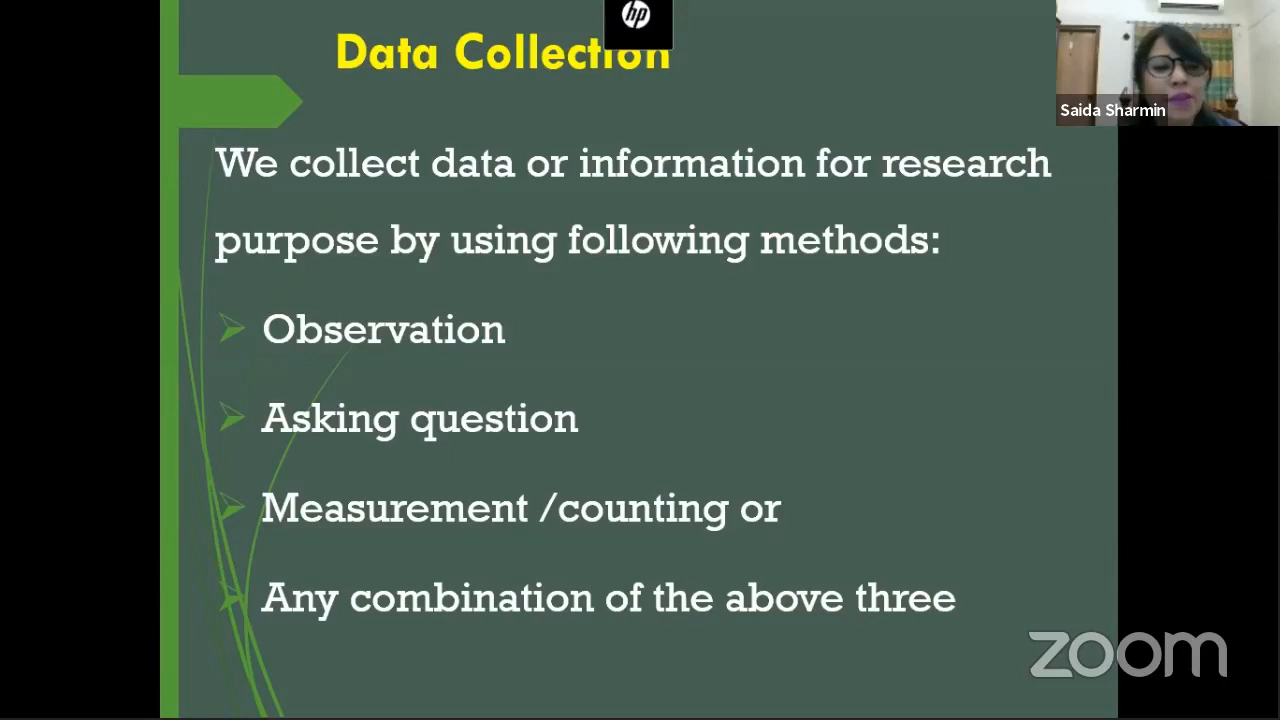 hp
Data Collection
Saida Sharmin
We collect data or information for research
purpose by using following methods:
Observation
Asking question
Measurement /counting or
Any combination of the above three
zoom